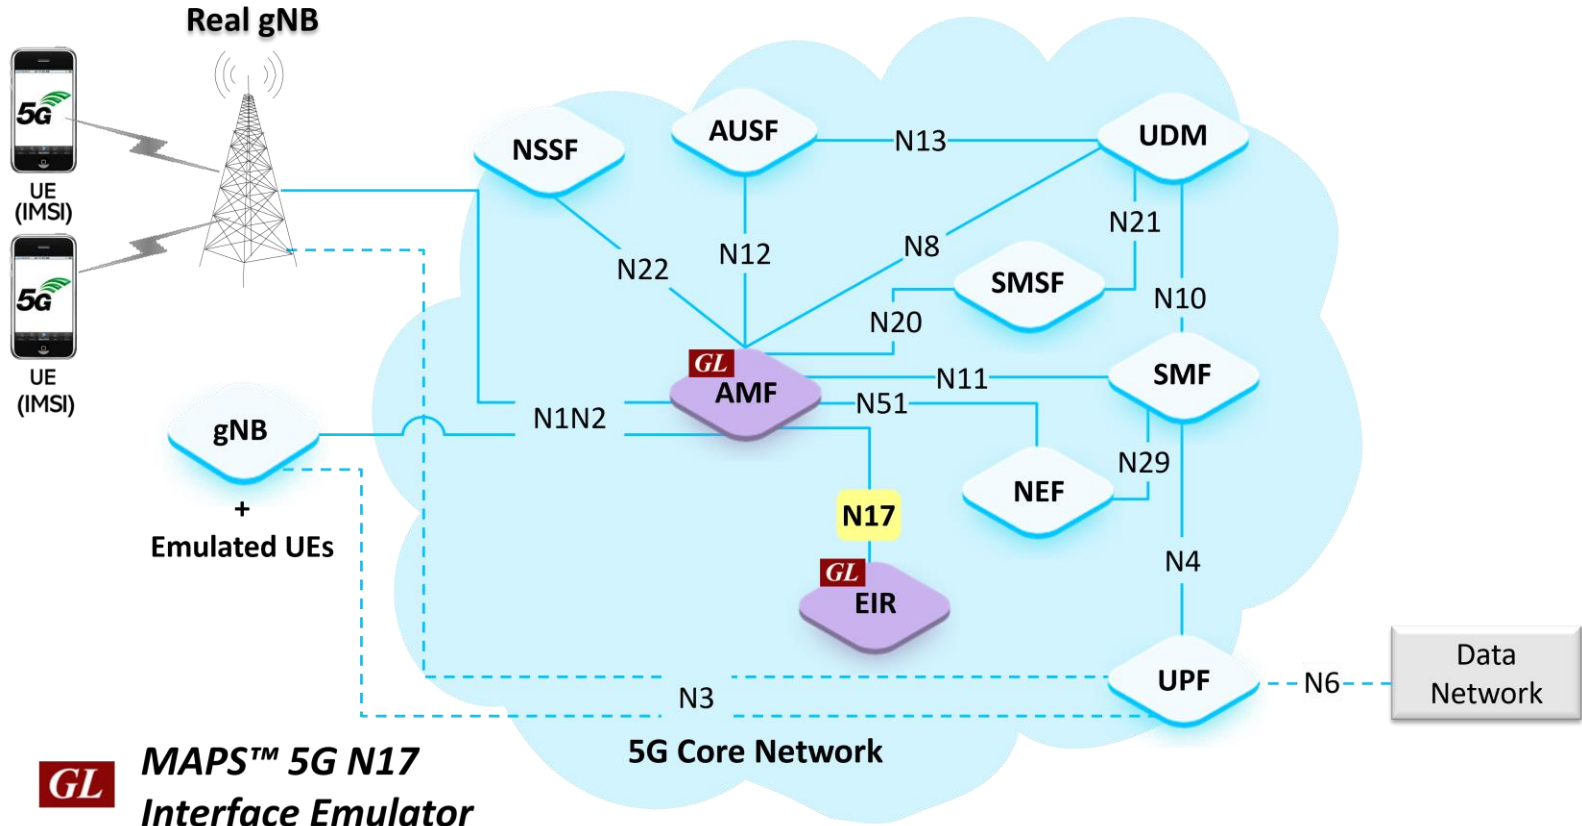 Real gNB
5G
UE
(IMSI)
5G
UE
(IMSI)
NSSF
AUSF
N13
UDM
N22
N12
N8
N21
SMSF
N10
N20
GL
AMF
N11
SMF
N51
N1N2
gNB
+
Emulated UEs
N29
NEF
N17
GL
EIR
N4
UPF
N6
Data
Network
N3
5G Core Network
GL
MAPS™ 5G N17
Interface Emulator